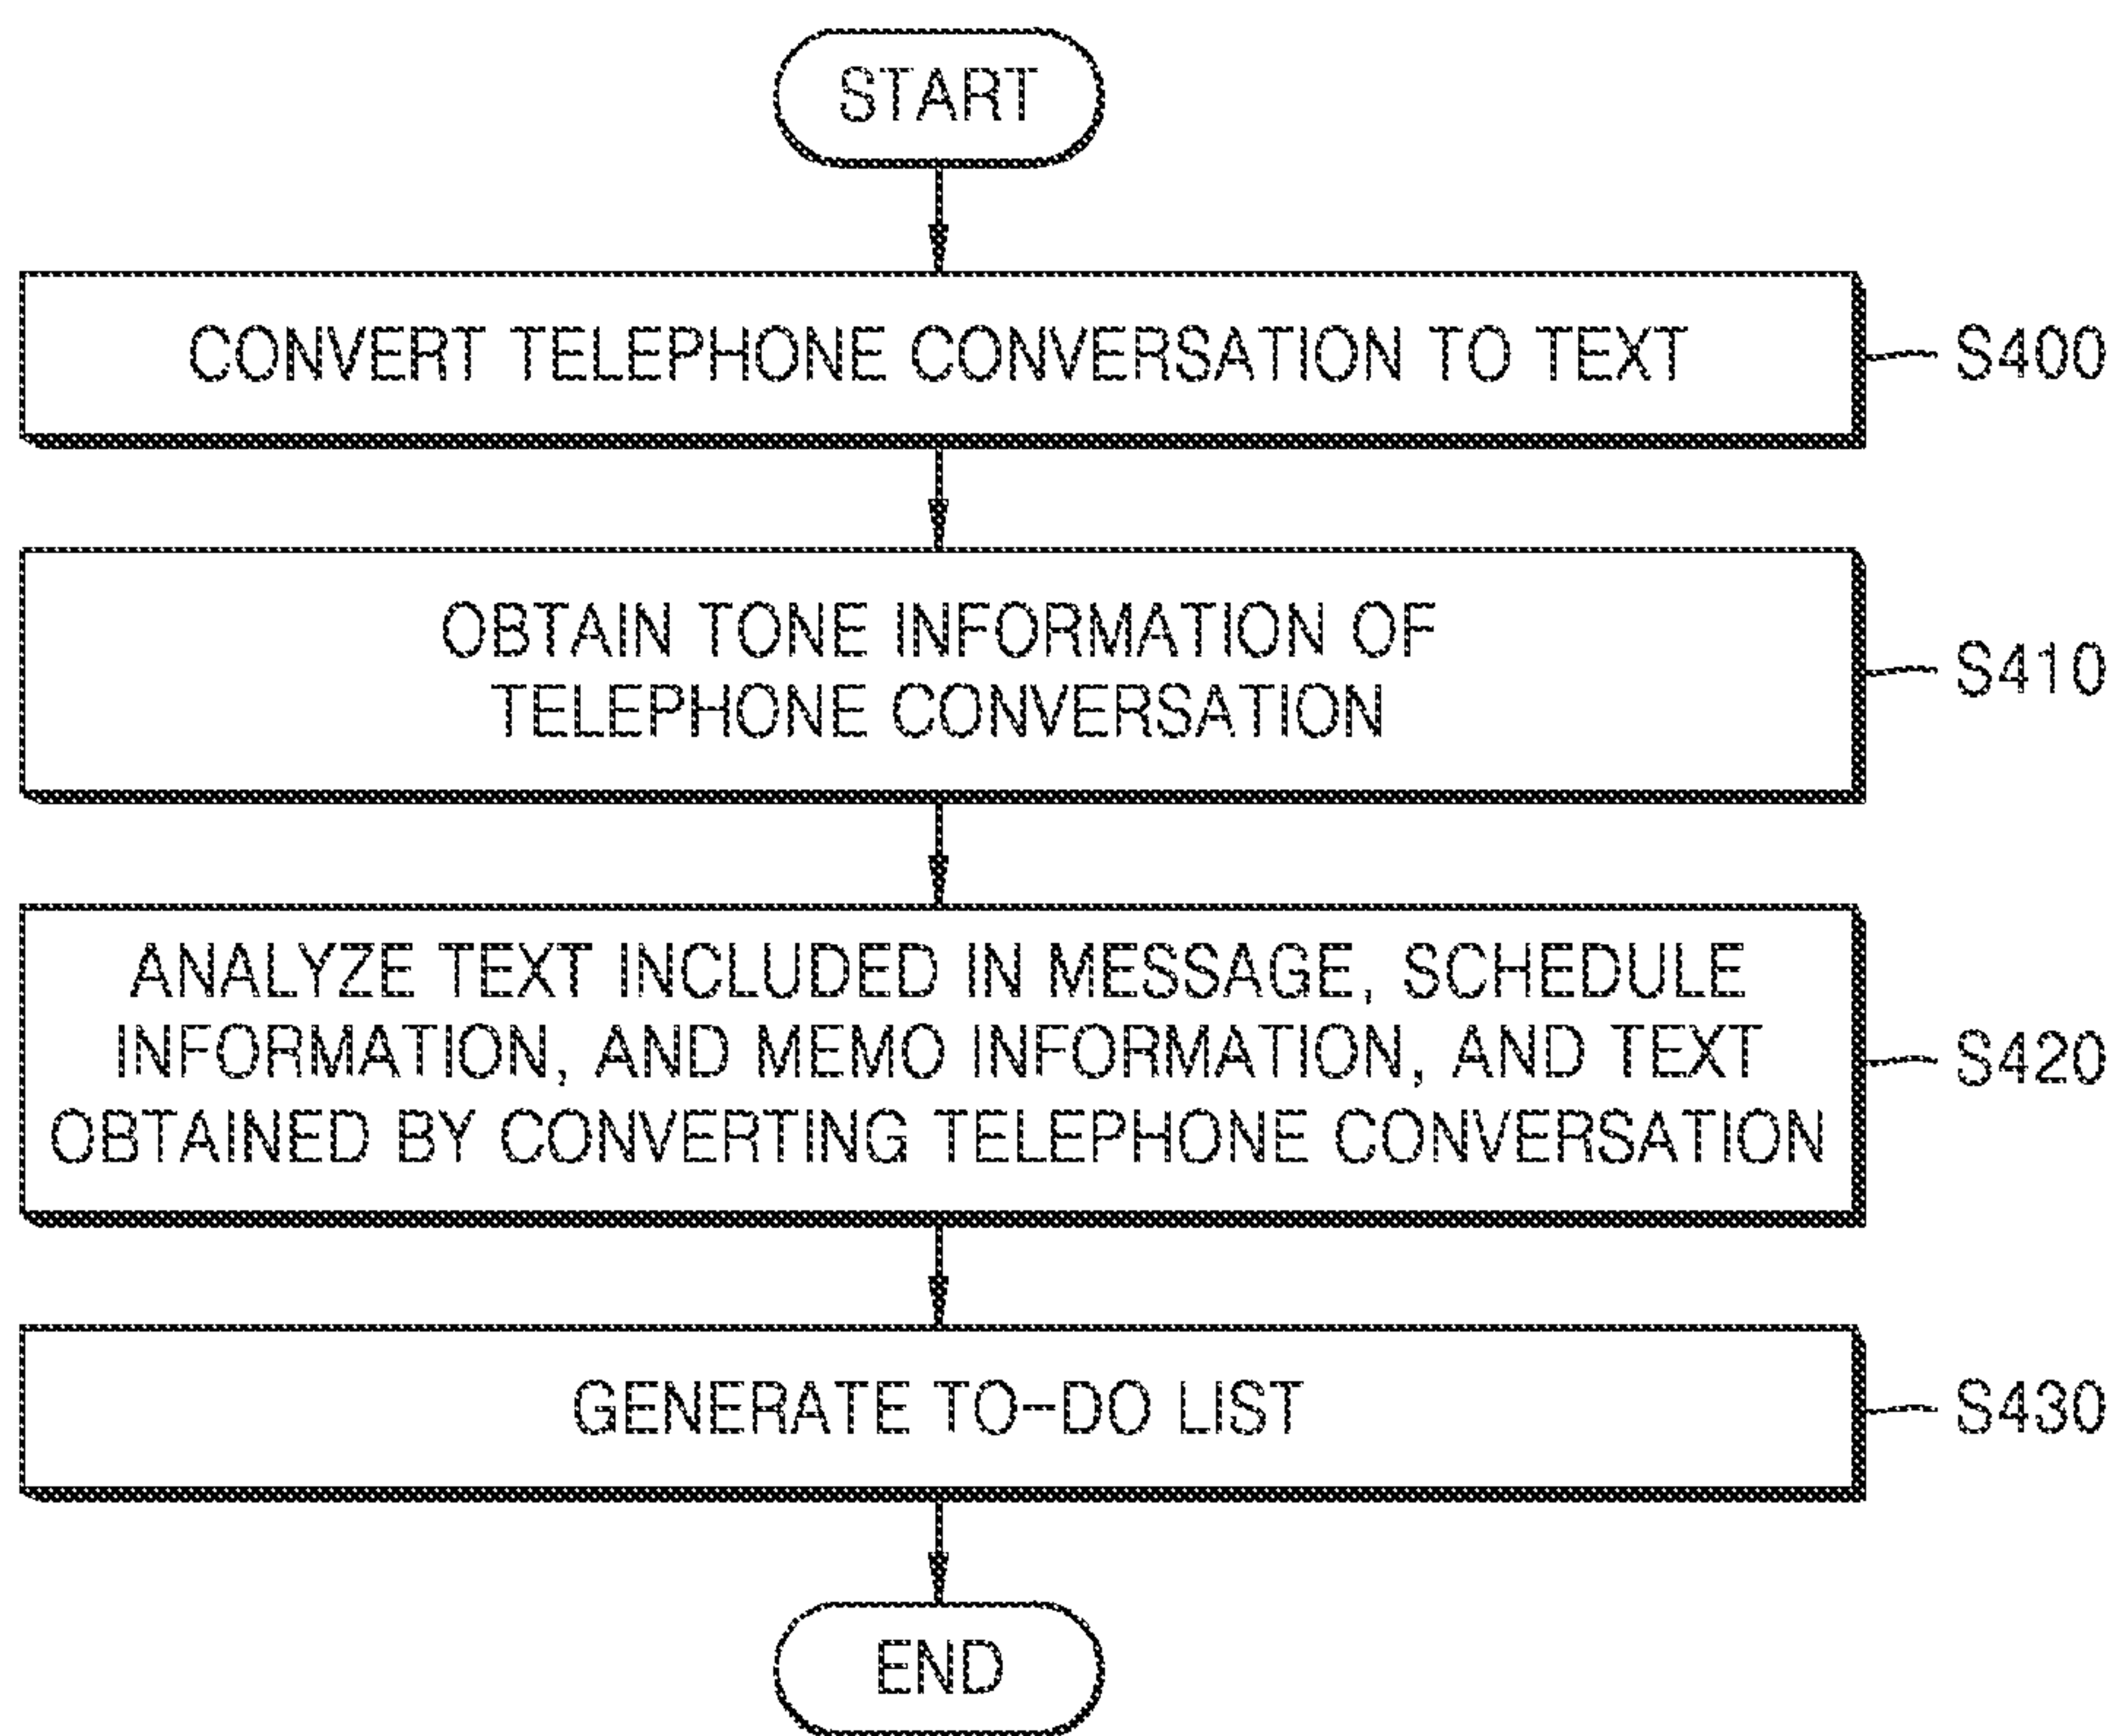 START
CONVERT TELEPHONE CONVERSATION TO TEXT
S400
OBTAIN TONE INFORMATION OF
TELEPHONE CONVERSATION
S410
ANALYZE TEXT INCLUDED IN MESSAGE, SCHEDULE
INFORMATION, AND MEMO INFORMATION, AND TEXT
OBTAINED BY CONVERTING TELEPHONE CONVERSATION
S420
GENERATE TO-DO LIST
S430
END